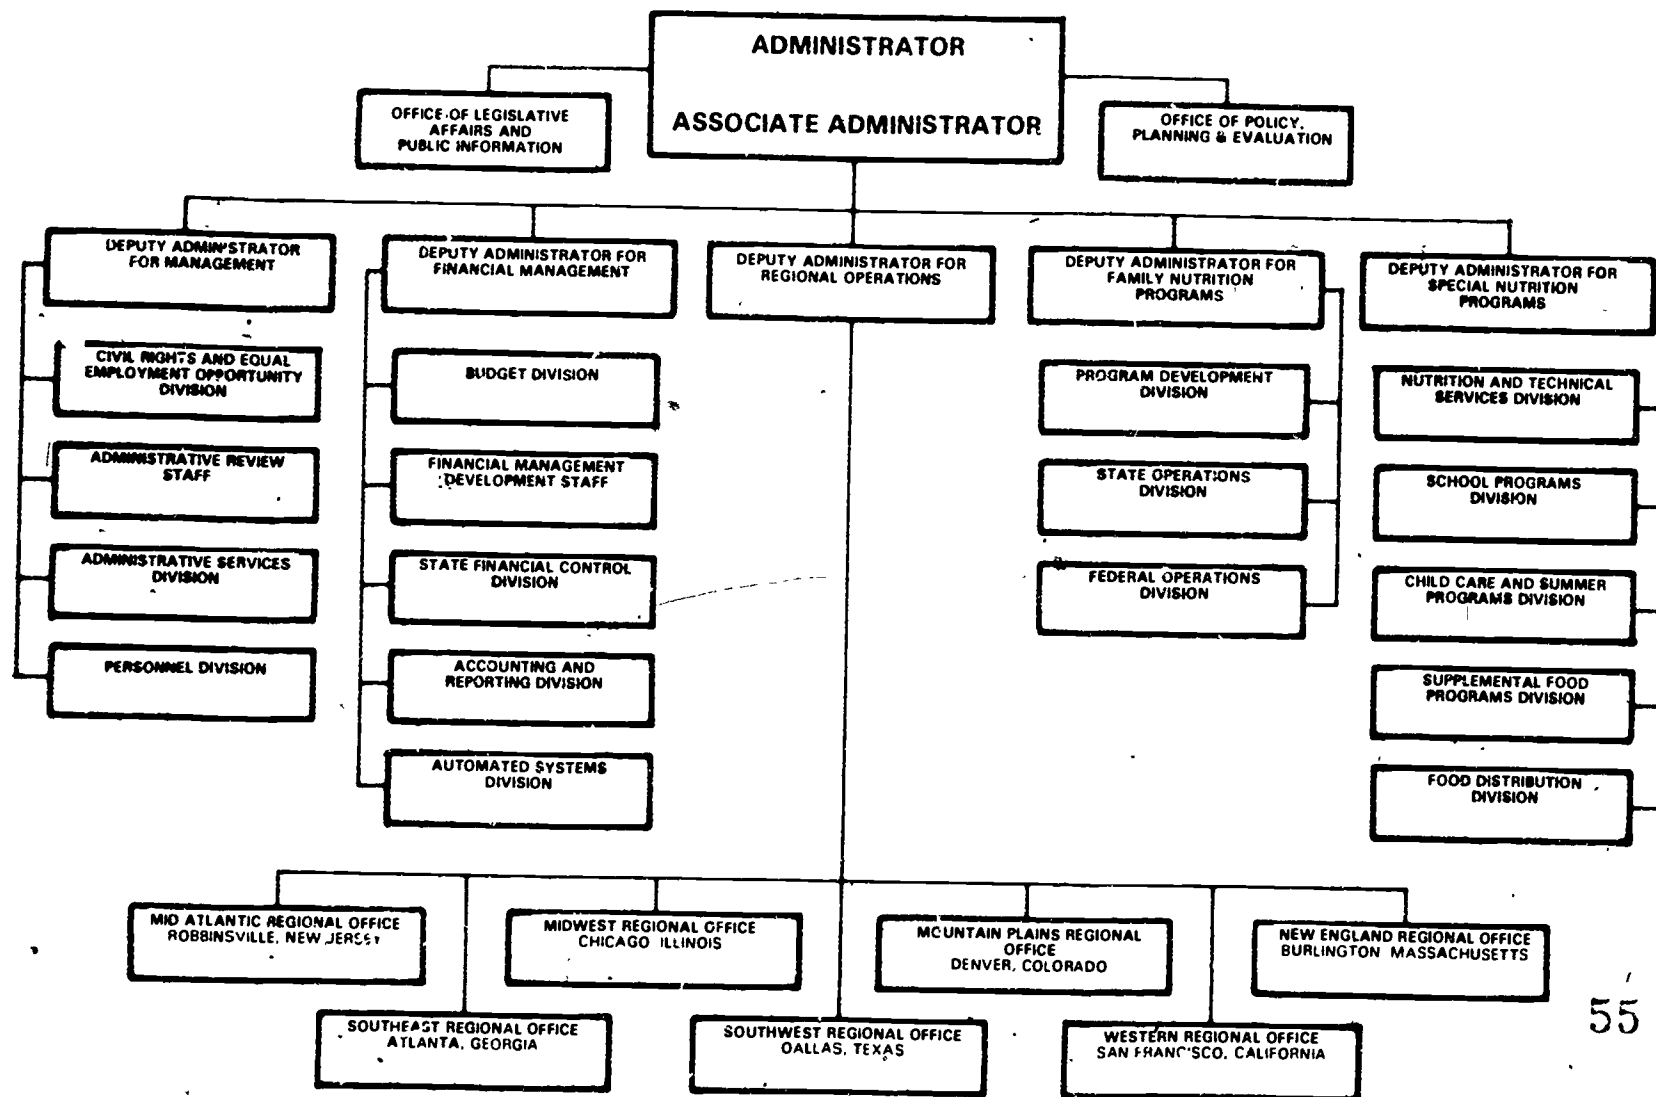 ADMINISTRATOR
ASSOCIATE ADMINISTRATOR
OFFICE OF LEGISLATIVE
AFFAIRS AND
PUBLIC INFORMATION
OFFICE OF POLICY,
PLANNING & EVALUATION
DEPUTY ADMINISTRATOR
FOR MANAGEMENT
CIVIL RIGHTS AND EQUAL
EMPLOYMENT OPPORTUNITY
DIVISION
ADMINISTRATIVE REVIEW
STAFF
ADMINISTRATIVE SERVICES
DIVISION
PERSONNEL DIVISION
DEPUTY ADMINISTRATOR FOR
FINANCIAL MANAGEMENT
BUDGET DIVISION
FINANCIAL MANAGEMENT
DEVELOPMENT STAFF
STATE FINANCIAL CONTROL
DIVISION
ACCOUNTING AND
REPORTING DIVISION
AUTOMATED SYSTEMS
DIVISION
DEPUTY ADMINISTRATOR FOR
REGIONAL OPERATIONS
DEPUTY ADMINISTRATOR FOR
FAMILY NUTRITION
PROGRAMS
PROGRAM DEVELOPMENT
DIVISION
STATE OPERATIONS
DIVISION
FEDERAL OPERATIONS
DIVISION
DEPUTY ADMINISTRATOR FOR
SPECIAL NUTRITION
PROGRAMS
NUTRITION AND TECHNICAL
SERVICES DIVISION
SCHOOL PROGRAMS
DIVISION
CHILD CARE AND SUMMER
PROGRAMS DIVISION
SUPPLEMENTAL FOOD
PROGRAMS DIVISION
FOOD DISTRIBUTION
DIVISION
MID ATLANTIC REGIONAL OFFICE
ROBBINSVILLE, NEW JERSEY
MIDWEST REGIONAL OFFICE
CHICAGO ILLINOIS
MOUNTAIN PLAINS REGIONAL
OFFICE
DENVER, COLORADO
NEW ENGLAND REGIONAL OFFICE
BURLINGTON MASSACHUSETTS
SOUTHEAST REGIONAL OFFICE
ATLANTA, GEORGIA
SOUTHWEST REGIONAL OFFICE
DALLAS, TEXAS
WESTERN REGIONAL OFFICE
SAN FRANCISCO, CALIFORNIA
55